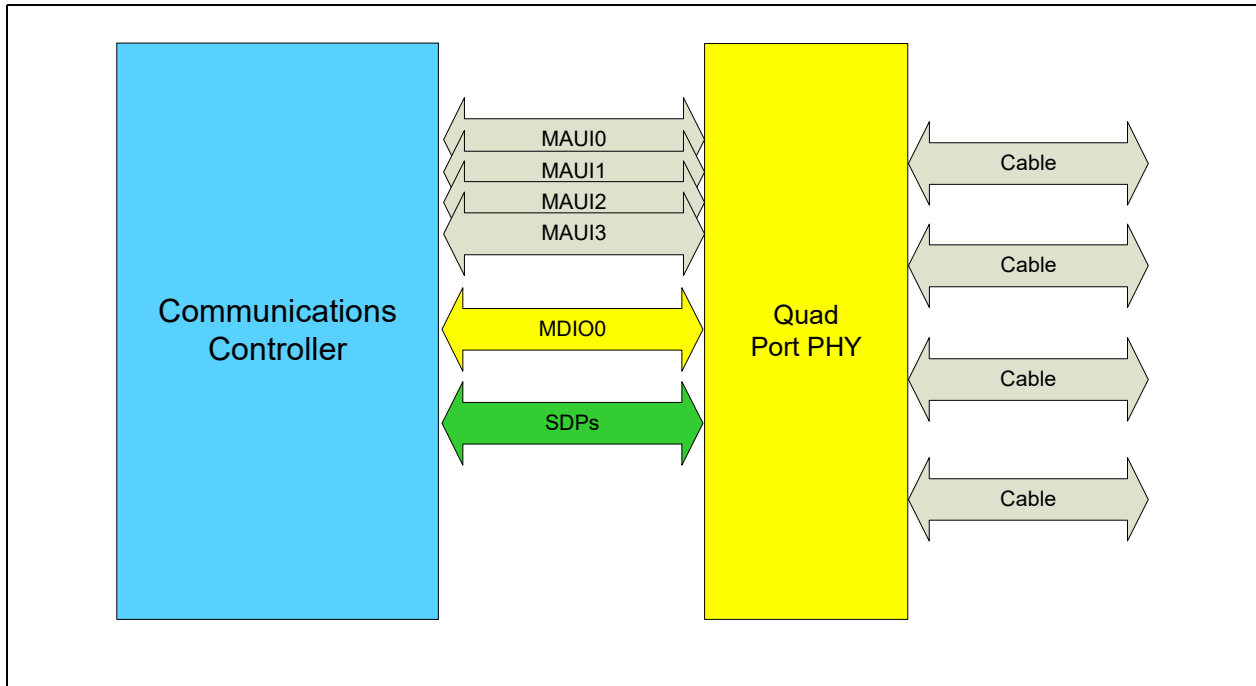 Communications
Controller
MAUI0
MAUI1
MAUI2
MAUI3
MDIO0
SDPs
Quad
Port PHY
Cable
Cable
Cable
Cable